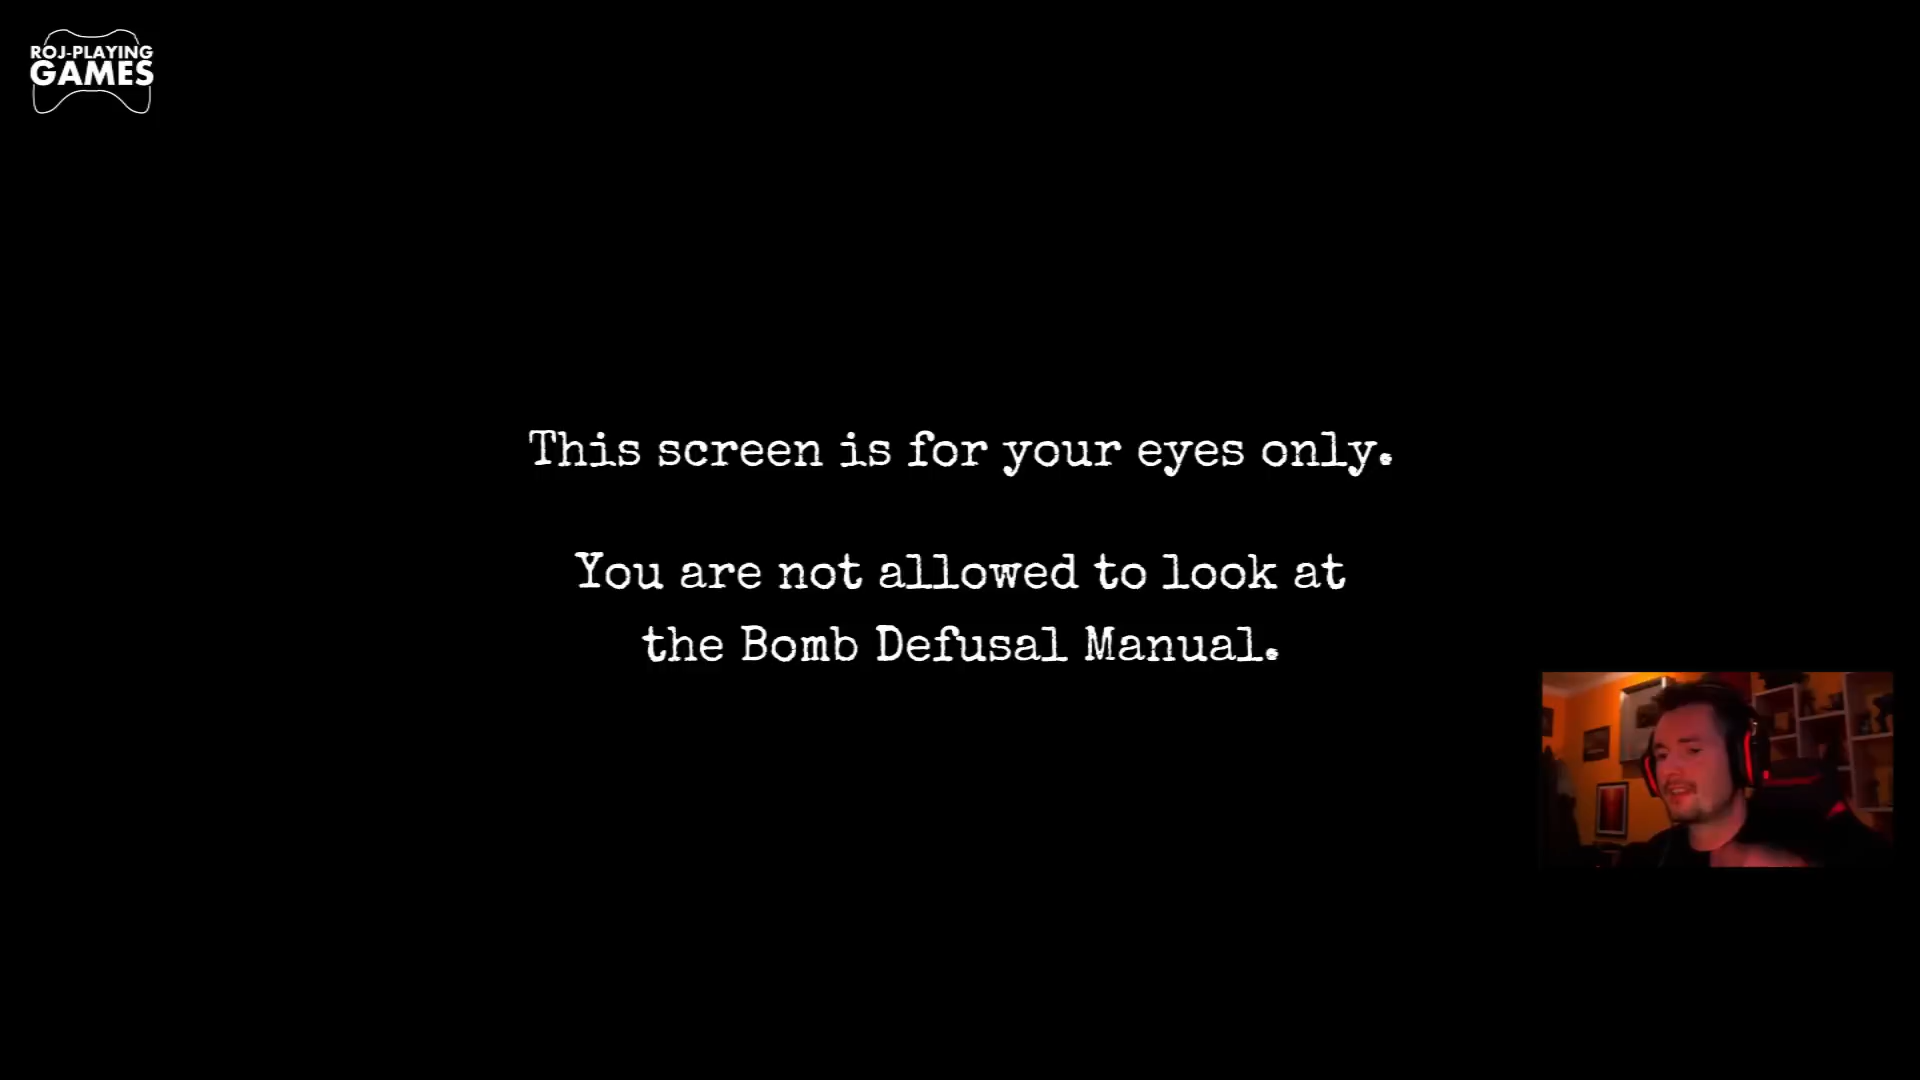 ROJ-PLAYING
GAMES
This screen is for your eyes only.
You are not allowed to look at
the Bomb Defusal Manual.